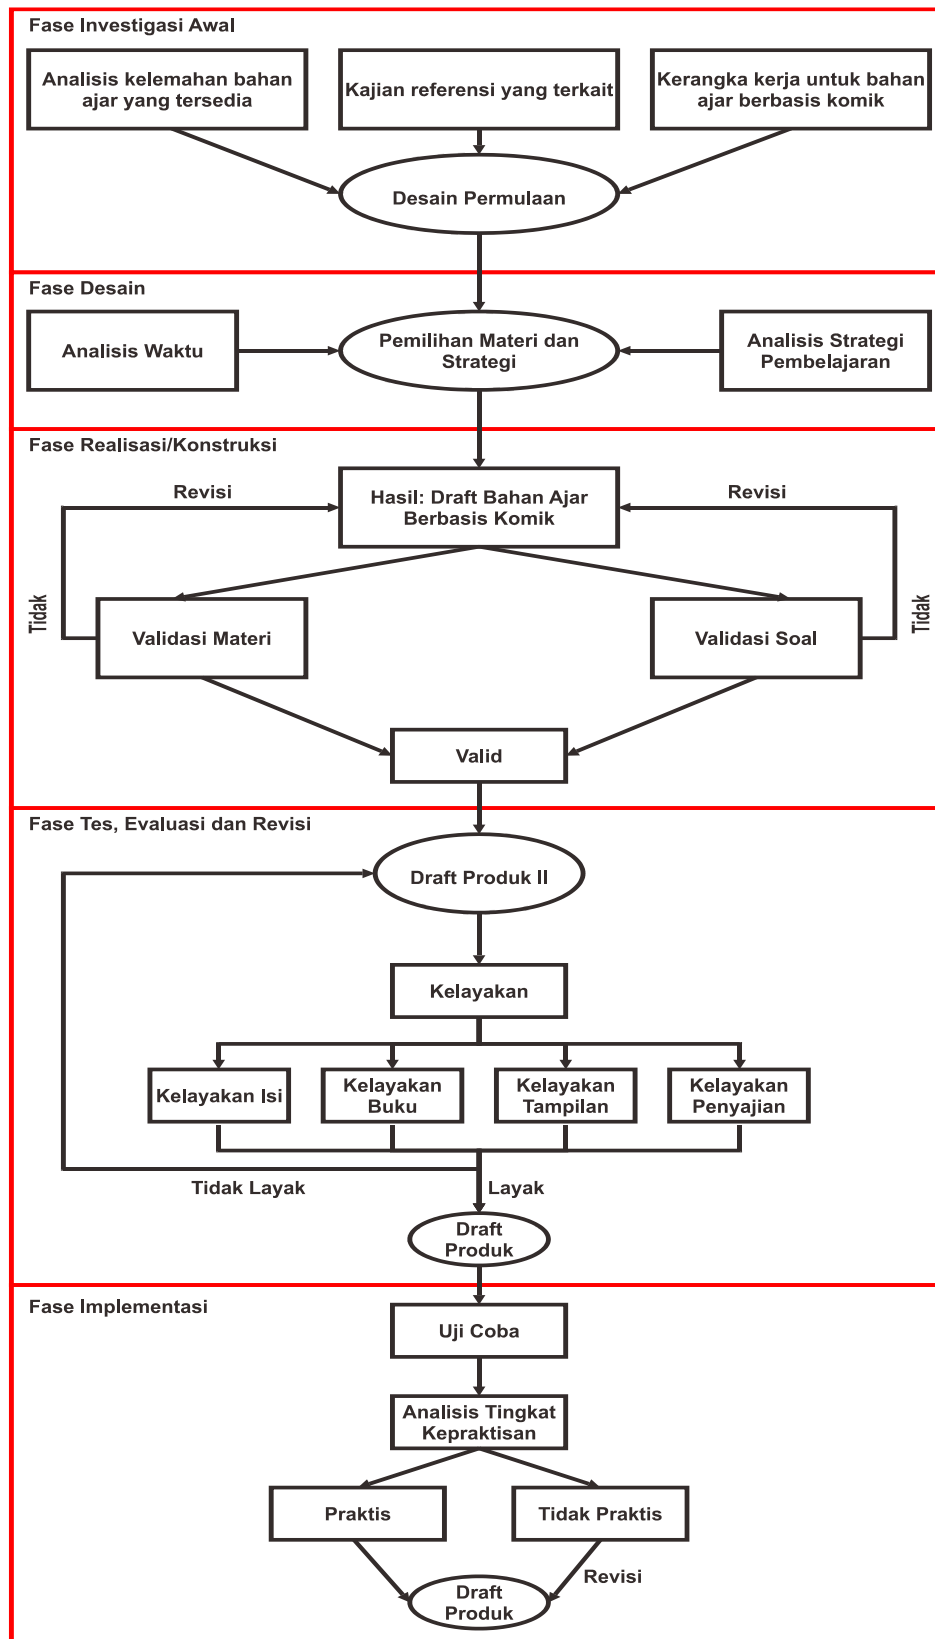 Fase Investigasi Awal
Analisis kelemahan bahan
ajar yang tersedia
Kajian referensi yang terkait
Kerangka kerja untuk bahan
ajar berbasis komik
Desain Permulaan
Fase Desain
Analisis Waktu
Pemilihan Materi dan
Strategi
Analisis Strategi
Pembelajaran
Fase Realisasi/Konstruksi
Revisi
Hasil: Draft Bahan Ajar
Berbasis Komik
Revisi
Tidak
Validasi Materi
Validasi Soal
Tidak
Valid
Fase Tes, Evaluasi dan Revisi
Draft Produk II
Kelayakan
Kelayakan Isi
Kelayakan
Buku
Kelayakan
Tampilan
Kelayakan
Penyajian
Tidak Layak
Layak
Draft
Produk
Fase Implementasi
Uji Coba
Analisis Tingkat
Kepraktisan
Praktis
Tidak Praktis
Revisi
Draft
Produk